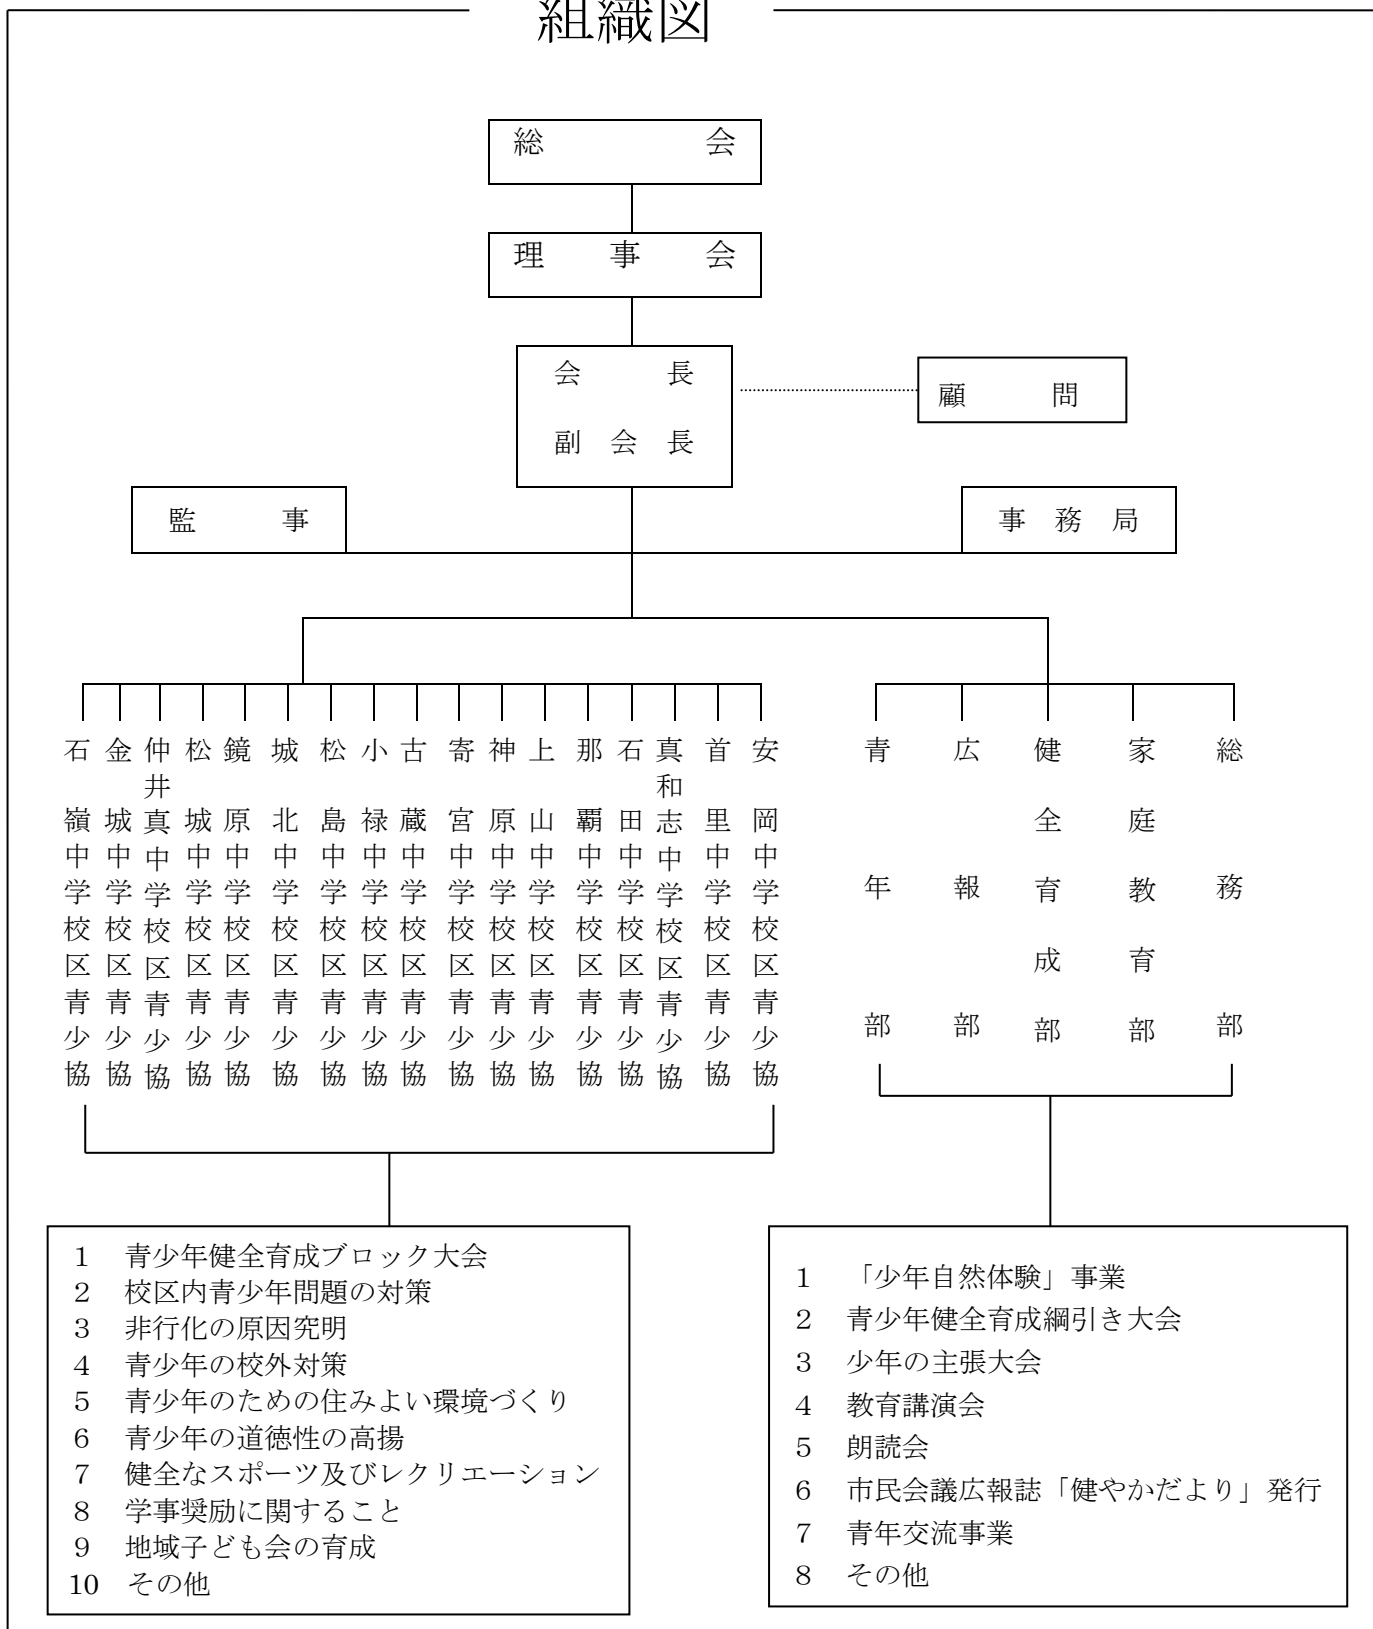 組織図
総会
理事会
会長
副会長
顧問
監事
事務局
石嶺中学校区青少協
金城中学校区青少協
仲井真中学校区青少協
松城中学校区青少協
鏡原中学校区青少協
城北中学校区青少協
松島中学校区青少協
小禄中学校区青少協
古蔵中学校区青少協
寄宮中学校区青少協
神原中学校区青少協
上山中学校区青少協
那覇中学校区青少協
石田中学校区青少協
真和志中学校区青少協
首里中学校区青少協
安岡中学校区青少協
青年部
広報部
健全育成部
家庭教育部
総務部
1 青少年健全育成ブロック大会
2 校区内青少年問題の対策
3 非行化の原因究明
4 青少年の校外対策
5 青少年のための住みよい環境づくり
6 青少年の道徳性の高揚
7 健全なスポーツ及びレクリエーション
8 学事奨励に関すること
9 地域子ども会の育成
10 その他
1 「少年自然体験」事業
2 青少年健全育成綱引き大会
3 少年の主張大会
4 教育講演会
5 朗読会
6 市民会議広報誌「健やかだより」発行
7 青年交流事業
8 その他